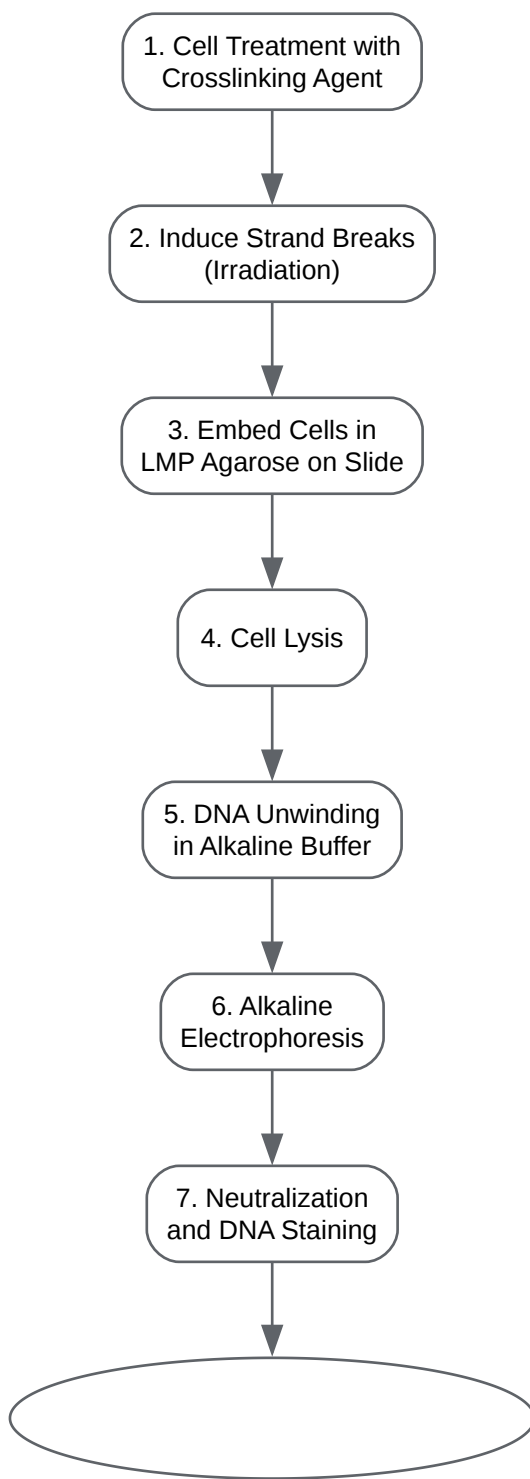 1. Cell Treatment with
Crosslinking Agent
2. Induce Strand Breaks
(Irradiation)
3. Embed Cells in
LMP Agarose on Slide
4. Cell Lysis
5. DNA Unwinding
in Alkaline Buffer
6. Alkaline
Electrophoresis
7. Neutralization
and DNA Staining